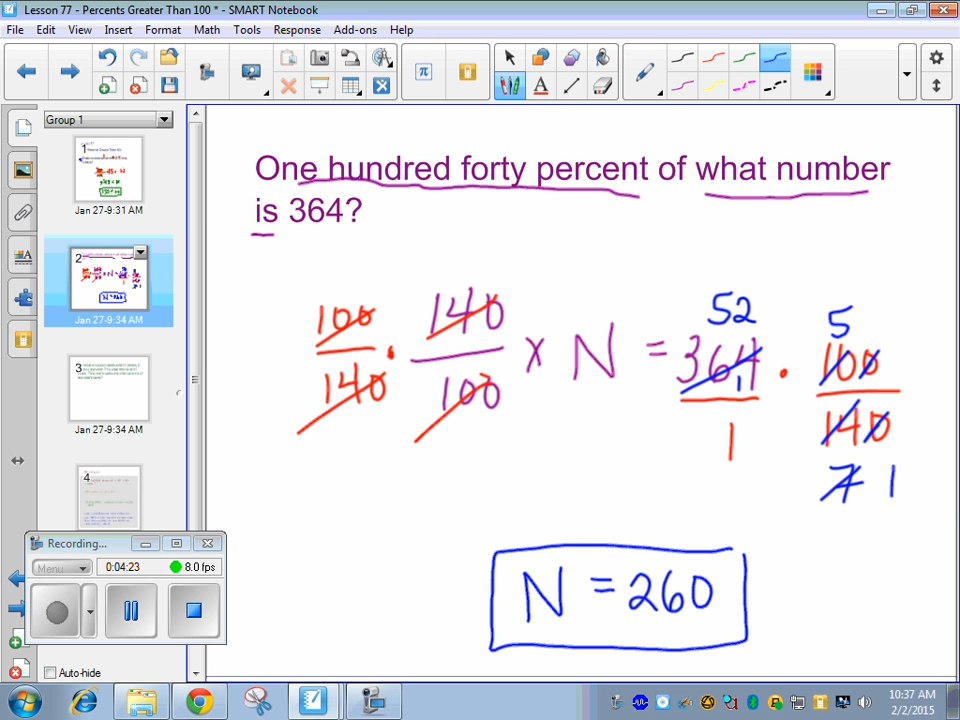 Lesson 77 - Percents Greater Than 100 * - SMART Notebook
File Edit View Insert Format Math Tools Response Add-ons Help
Group 1
One hundred forty percent of what number
is 364?
1
Jan 27-9:31 AM
2
Jan 27-9:34 AM
3
Jan 27-9:34 AM
4
52 5
100/140 · 140/100 × N = 364/1 · 100/140
7 1
N = 260
Recording...
Menu 0:04:23 8.0 fps
Auto-hide
10:37 AM
2/2/2015